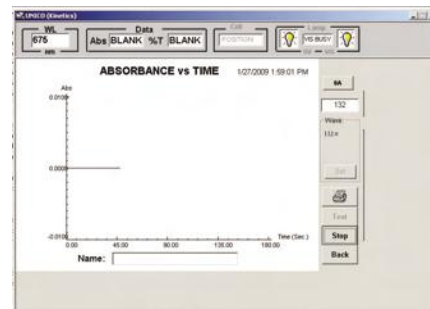 UNICO (Kinetics)
WL
675
nm
Data
Abs BLANK %T BLANK
Cell
POSITION
Lamp
VIS BUSY
ABSORBANCE vs TIME
1/27/2009 1:59:01 PM
Abs
0.0100
0.0000
-0.0100
0.00 45.00 90.00 135.00 180.00
Time (Sec.)
Name:
132
Wave
Set
Test
Stop
Back